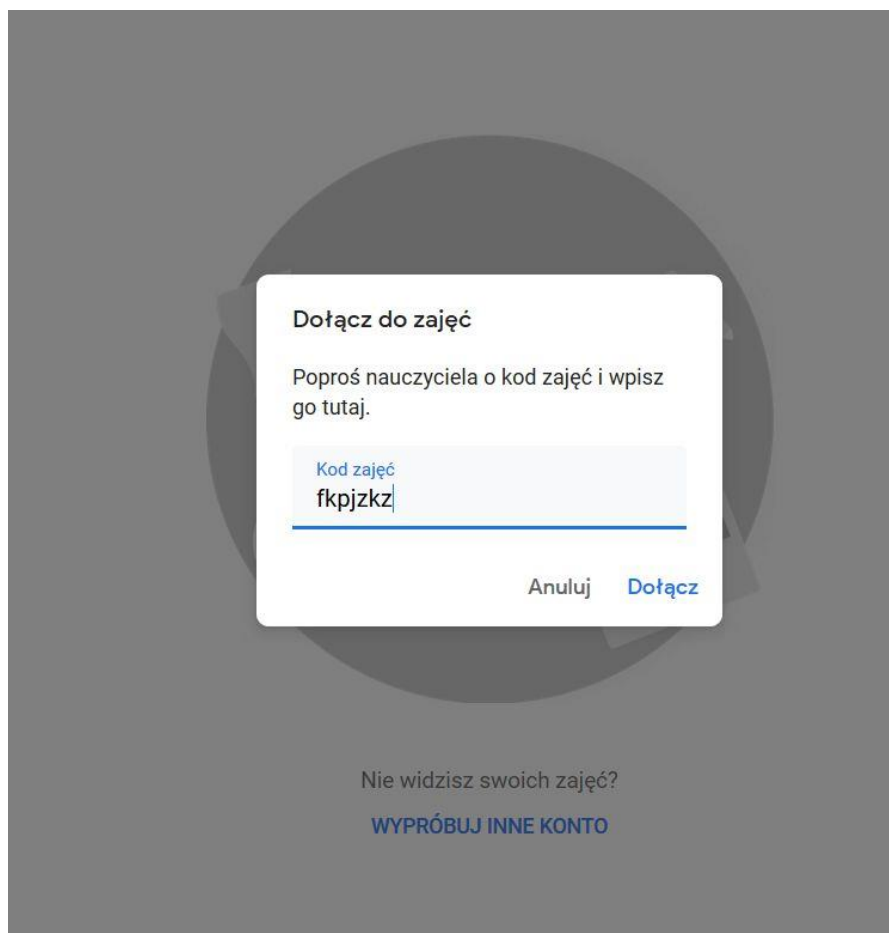 Dołącz do zajęć
Poproś nauczyciela o kod zajęć i wpisz
go tutaj.
Kod zajęć
fkpjzkz
Anuluj Dołącz
Nie widzisz swoich zajęć?
WYPRÓBUJ INNE KONTO